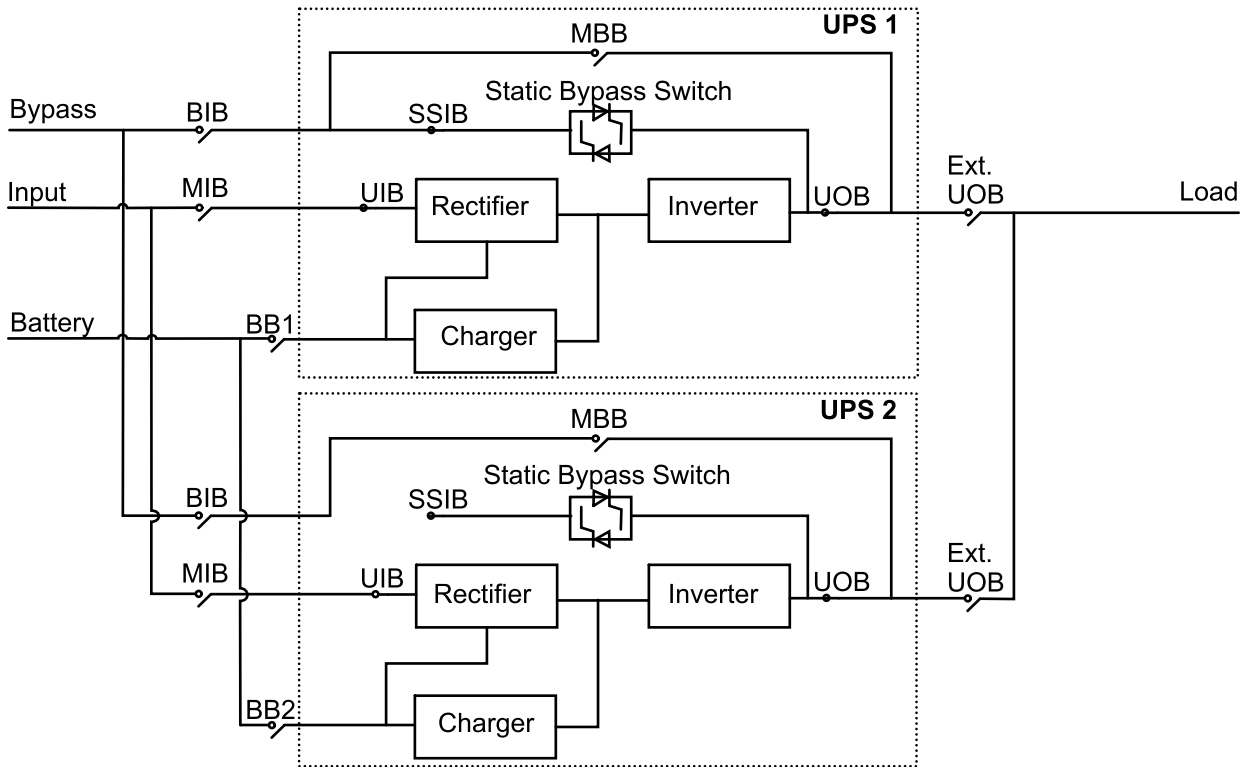 UPS 1
MBB
Static Bypass Switch
Bypass
BIB
SSIB
Ext.
UOB
Input
MIB
UIB
Rectifier
Inverter
UOB
Load
Battery
BB1
Charger
UPS 2
MBB
Static Bypass Switch
BIB
SSIB
Ext.
UOB
MIB
UIB
Rectifier
Inverter
UOB
BB2
Charger